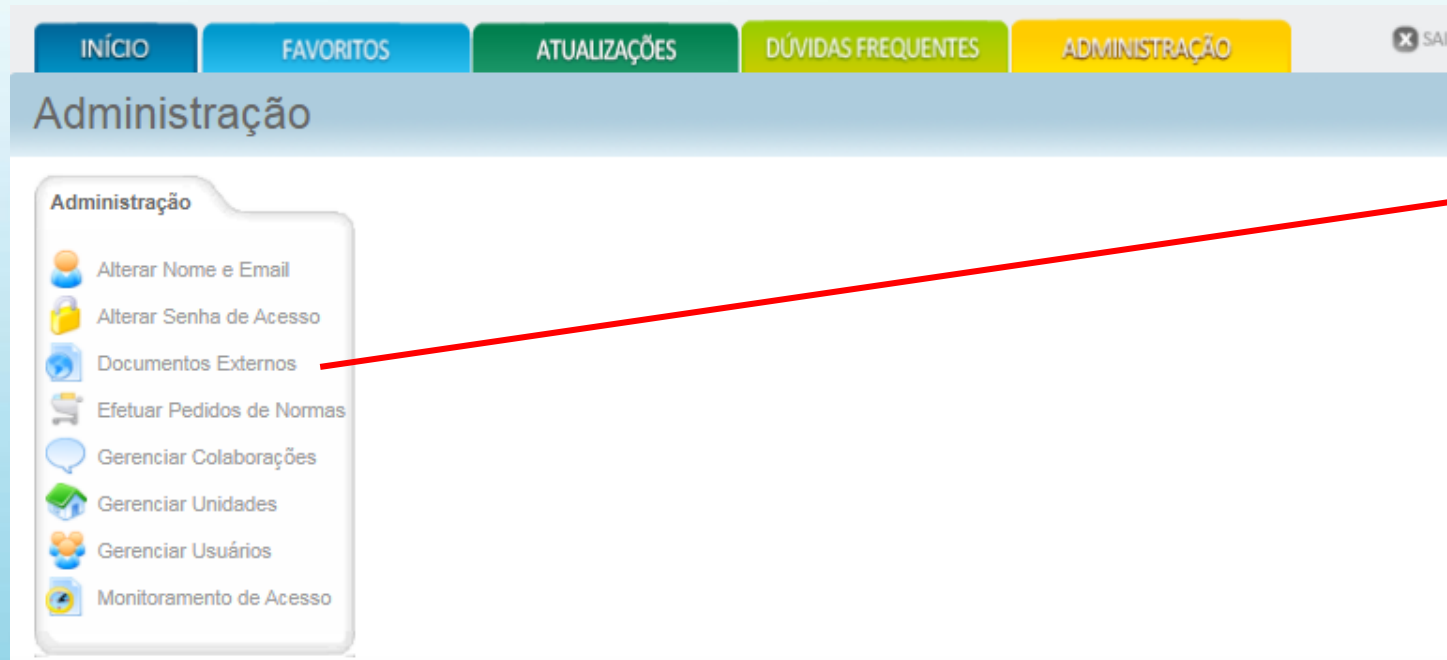 INÍCIO FAVORITOS ATUALIZAÇÕES DÚVIDAS FREQUENTES ADMINISTRAÇÃO
Administração
Administração
Alterar Nome e Email
Alterar Senha de Acesso
Documentos Externos
Efetuar Pedidos de Normas
Gerenciar Colaborações
Gerenciar Unidades
Gerenciar Usuários
Monitoramento de Acesso